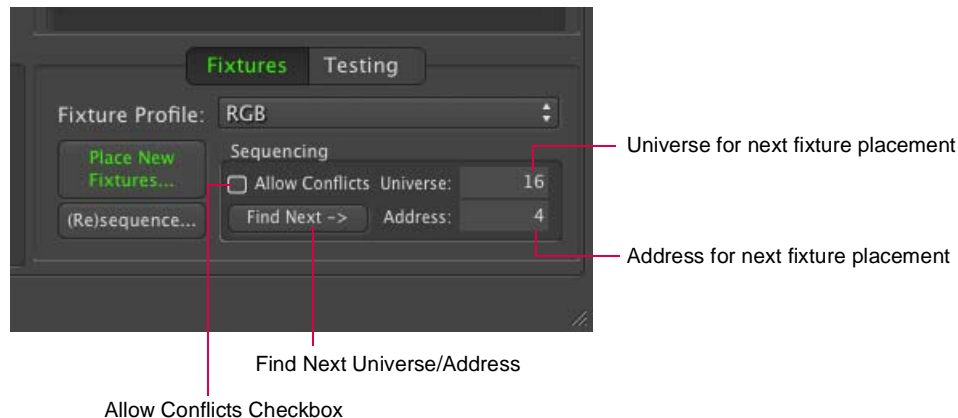 Fixtures Testing
Fixture Profile: RGB
Place New
Fixtures...
(Re)sequence...
Sequencing
Allow Conflicts Universe: 16
Find Next -> Address: 4
Universe for next fixture placement
Address for next fixture placement
Find Next Universe/Address
Allow Conflicts Checkbox